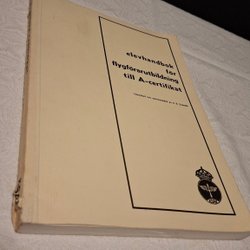 elevhandbok
för
flygförarutbildning
till A-certifikat